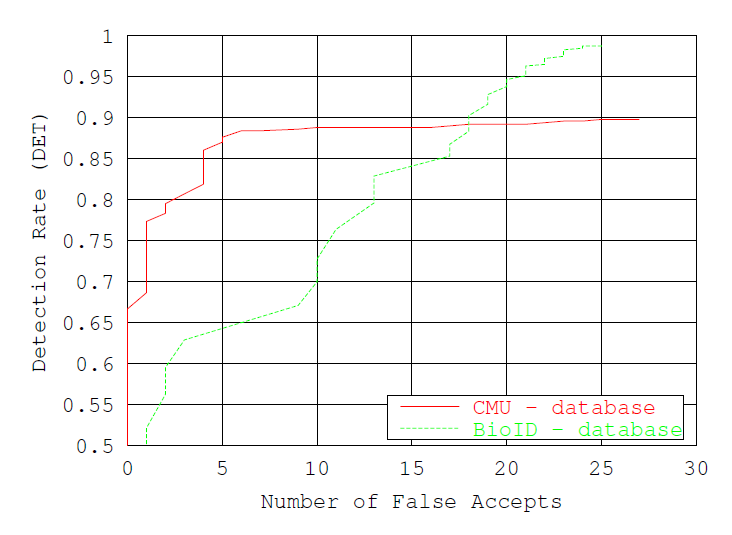 1
0.95
0.9
0.85
0.8
0.75
0.7
0.65
0.6
0.55
0.5
Detection Rate (DET)
CMU - database
BioID - database
0 5 10 15 20 25 30
Number of False Accepts